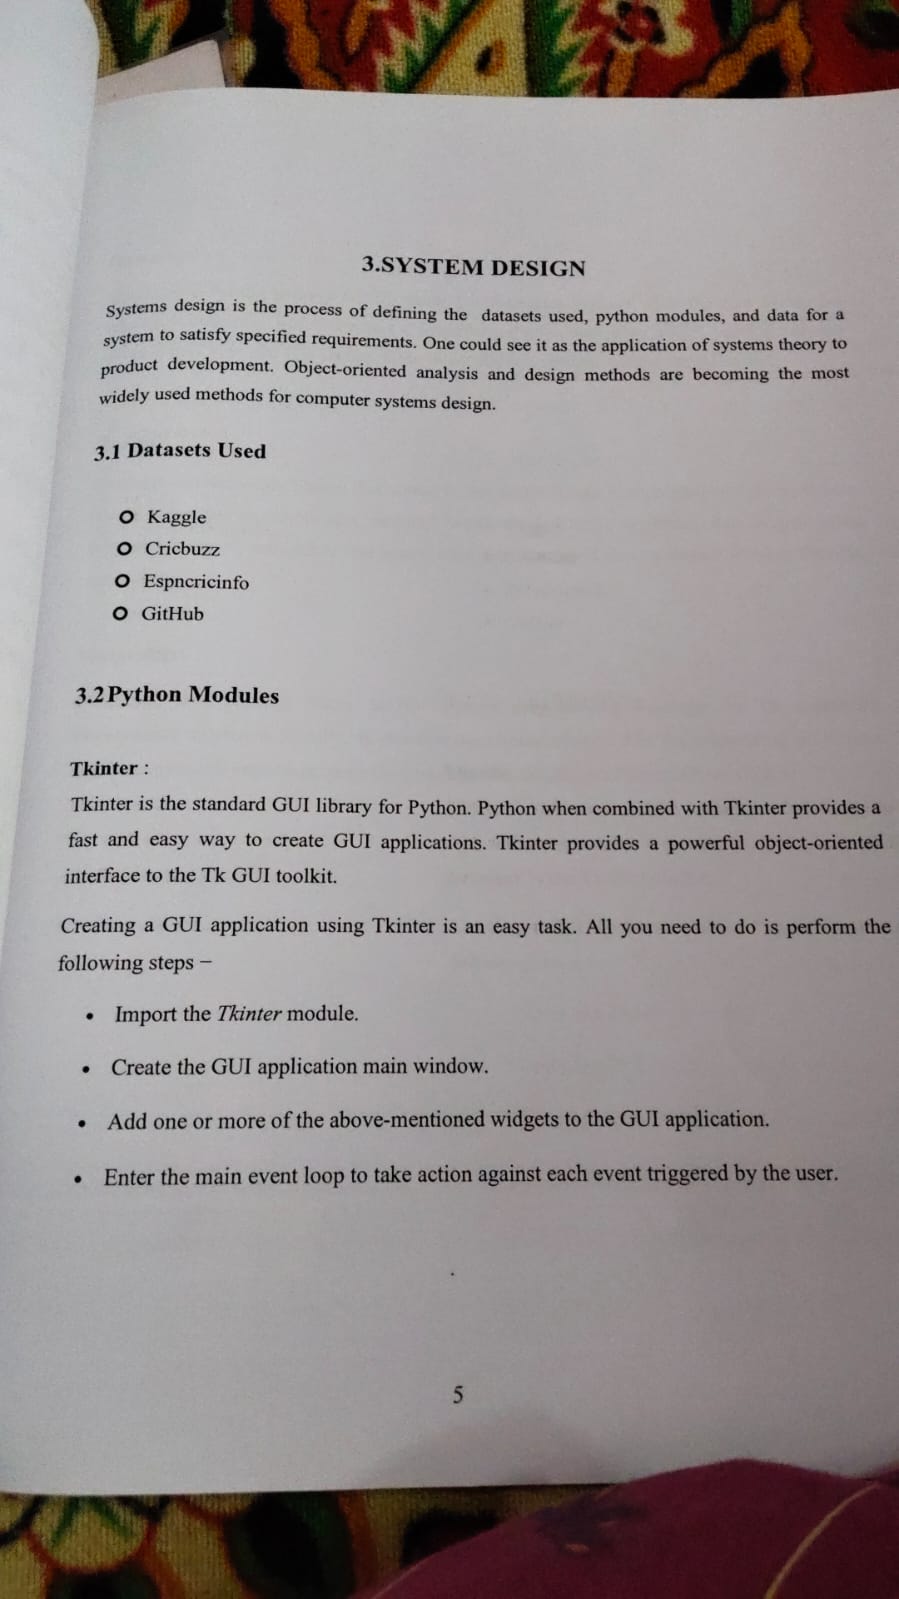 3.SYSTEM DESIGN
Systems design is the process of defining the datasets used, python modules, and data for a
system to satisfy specified requirements. One could see it as the application of systems theory to
product development. Object-oriented analysis and design methods are becoming the most
widely used methods for computer systems design.
3.1 Datasets Used
Kaggle
Cricbuzz
Espncricinfo
GitHub
3.2Python Modules
Tkinter :
Tkinter is the standard GUI library for Python. Python when combined with Tkinter provides a
fast and easy way to create GUI applications. Tkinter provides a powerful object-oriented
interface to the Tk GUI toolkit.
Creating a GUI application using Tkinter is an easy task. All you need to do is perform the
following steps −
• Import the Tkinter module.
• Create the GUI application main window.
• Add one or more of the above-mentioned widgets to the GUI application.
• Enter the main event loop to take action against each event triggered by the user.
5